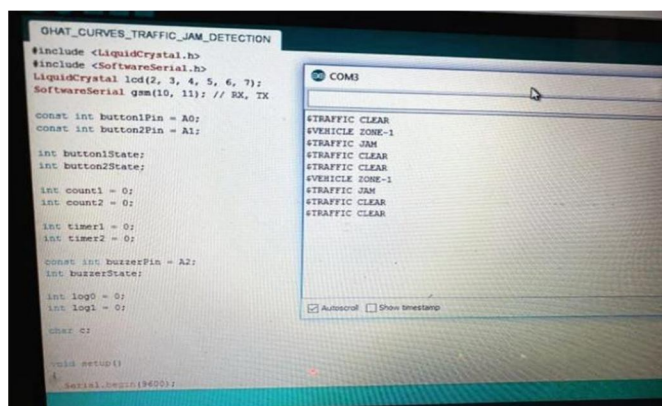 GHAT_CURVES_TRAFFIC_JAM_DETECTION
#include <LiquidCrystal.h>
#include <SoftwareSerial.h>
LiquidCrystal lcd(2, 3, 4, 5, 6, 7);
SoftwareSerial gsm(10, 11); // RX, TX
const int button1Pin = A0;
const int button2Pin = A1;
int button1State;
int button2State;
int count1 = 0;
int count2 = 0;
int timer1 = 0;
int timer2 = 0;
const int buzzerPin = A2;
int buzzerState;
int log0 = 0;
int log1 = 0;
char c;
void setup()
{
Serial.begin(9600);
COM3
&TRAFFIC CLEAR
&VEHICLE ZONE-1
&TRAFFIC JAM
&TRAFFIC CLEAR
&TRAFFIC CLEAR
&VEHICLE ZONE-1
&TRAFFIC JAM
&TRAFFIC CLEAR
&TRAFFIC CLEAR
Autoscroll Show timestamp